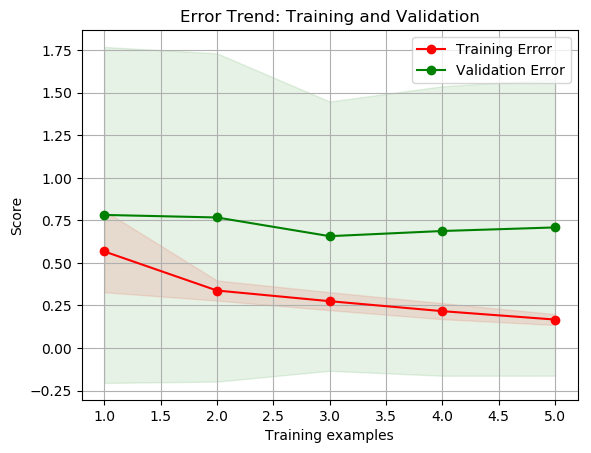 Error Trend: Training and Validation
Training Error
Validation Error
Score
1.75
1.50
1.25
1.00
0.75
0.50
0.25
0.00
−0.25
1.0 1.5 2.0 2.5 3.0 3.5 4.0 4.5 5.0
Training examples